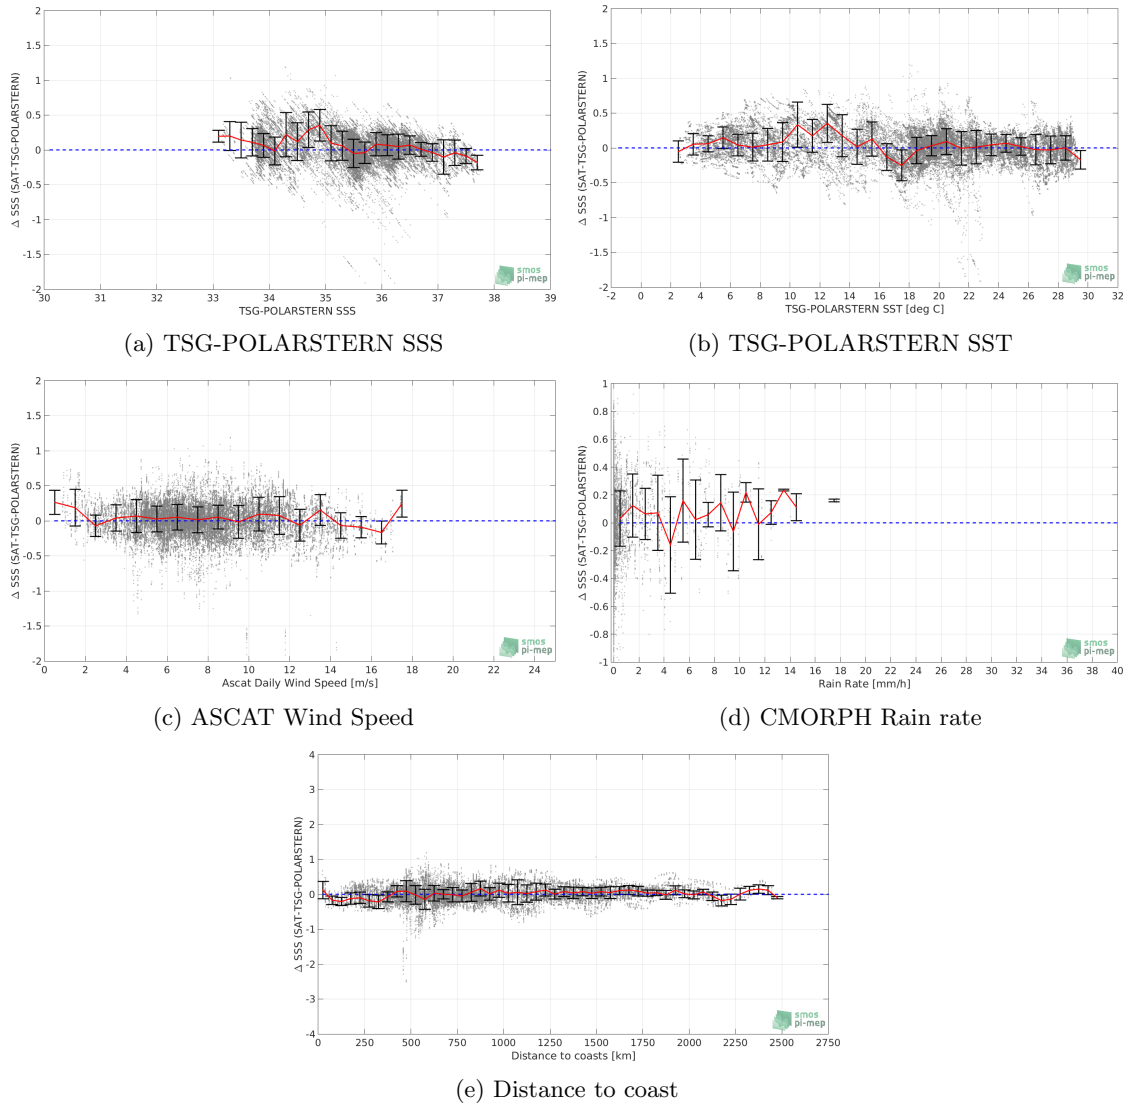 2
1.5
1
0.5
0
-0.5
-1
-1.5
-2
Δ SSS (SAT-TSG-POLARSTERN)
30 31 32 33 34 35 36 37 38 39
TSG-POLARSTERN SSS
smos
pi-mep
(a) TSG-POLARSTERN SSS
2
1.5
1
0.5
0
-0.5
-1
-1.5
-2
Δ SSS (SAT-TSG-POLARSTERN)
-2 0 2 4 6 8 10 12 14 16 18 20 22 24 26 28 30 32
TSG-POLARSTERN SST [deg C]
smos
pi-mep
(b) TSG-POLARSTERN SST
2
1.5
1
0.5
0
-0.5
-1
-1.5
-2
Δ SSS (SAT-TSG-POLARSTERN)
0 2 4 6 8 10 12 14 16 18 20 22 24
Ascat Daily Wind Speed [m/s]
smos
pi-mep
(c) ASCAT Wind Speed
1
0.8
0.6
0.4
0.2
0
-0.2
-0.4
-0.6
-0.8
-1
Δ SSS (SAT-TSG-POLARSTERN)
0 2 4 6 8 10 12 14 16 18 20 22 24 26 28 30 32 34 36 38 40
Rain Rate [mm/h]
smos
pi-mep
(d) CMORPH Rain rate
4
3
2
1
0
-1
-2
-3
-4
Δ SSS (SAT-TSG-POLARSTERN)
0 250 500 750 1000 1250 1500 1750 2000 2250 2500 2750
Distance to coasts [km]
smos
pi-mep
(e) Distance to coast